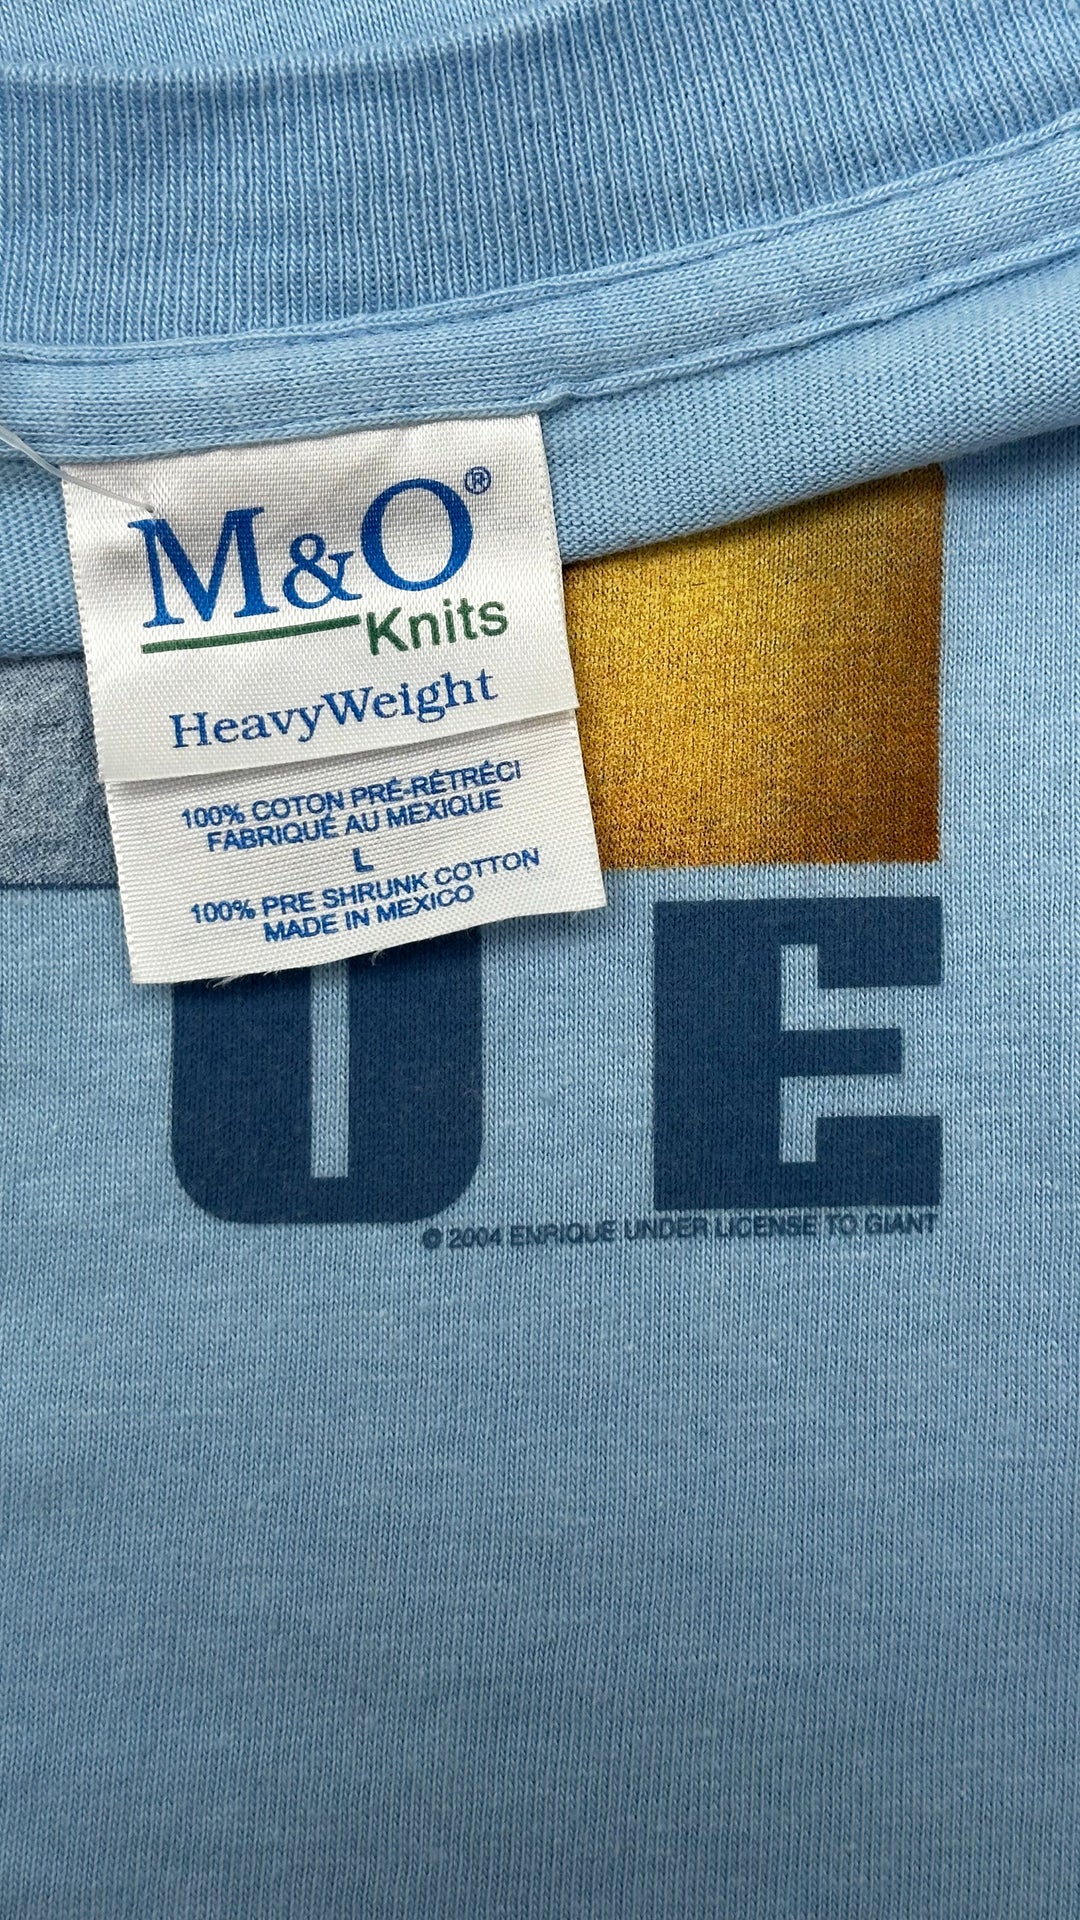 M&O®
Knits
HeavyWeight
100% COTON PRÉ-RÉTRÉCI
FABRIQUÉ AU MEXIQUE
L
100% PRE SHRUNK COTTON
MADE IN MEXICO
UE
© 2004 ENRIQUE UNDER LICENSE TO GIANT